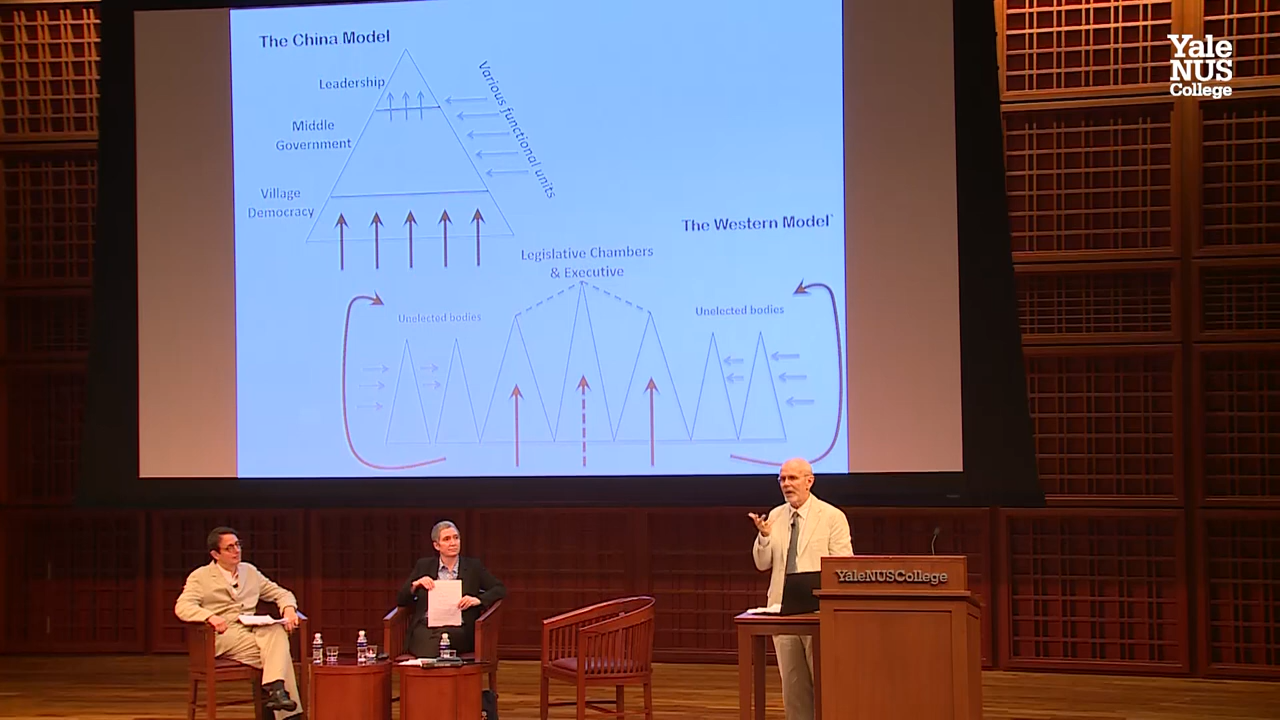 The China Model
Leadership
Middle
Government
Village
Democracy
Various functional units
The Western Model
Legislative Chambers
& Executive
Unelected bodies
Unelected bodies
Yale
NUS
College
YaleNUSCollege